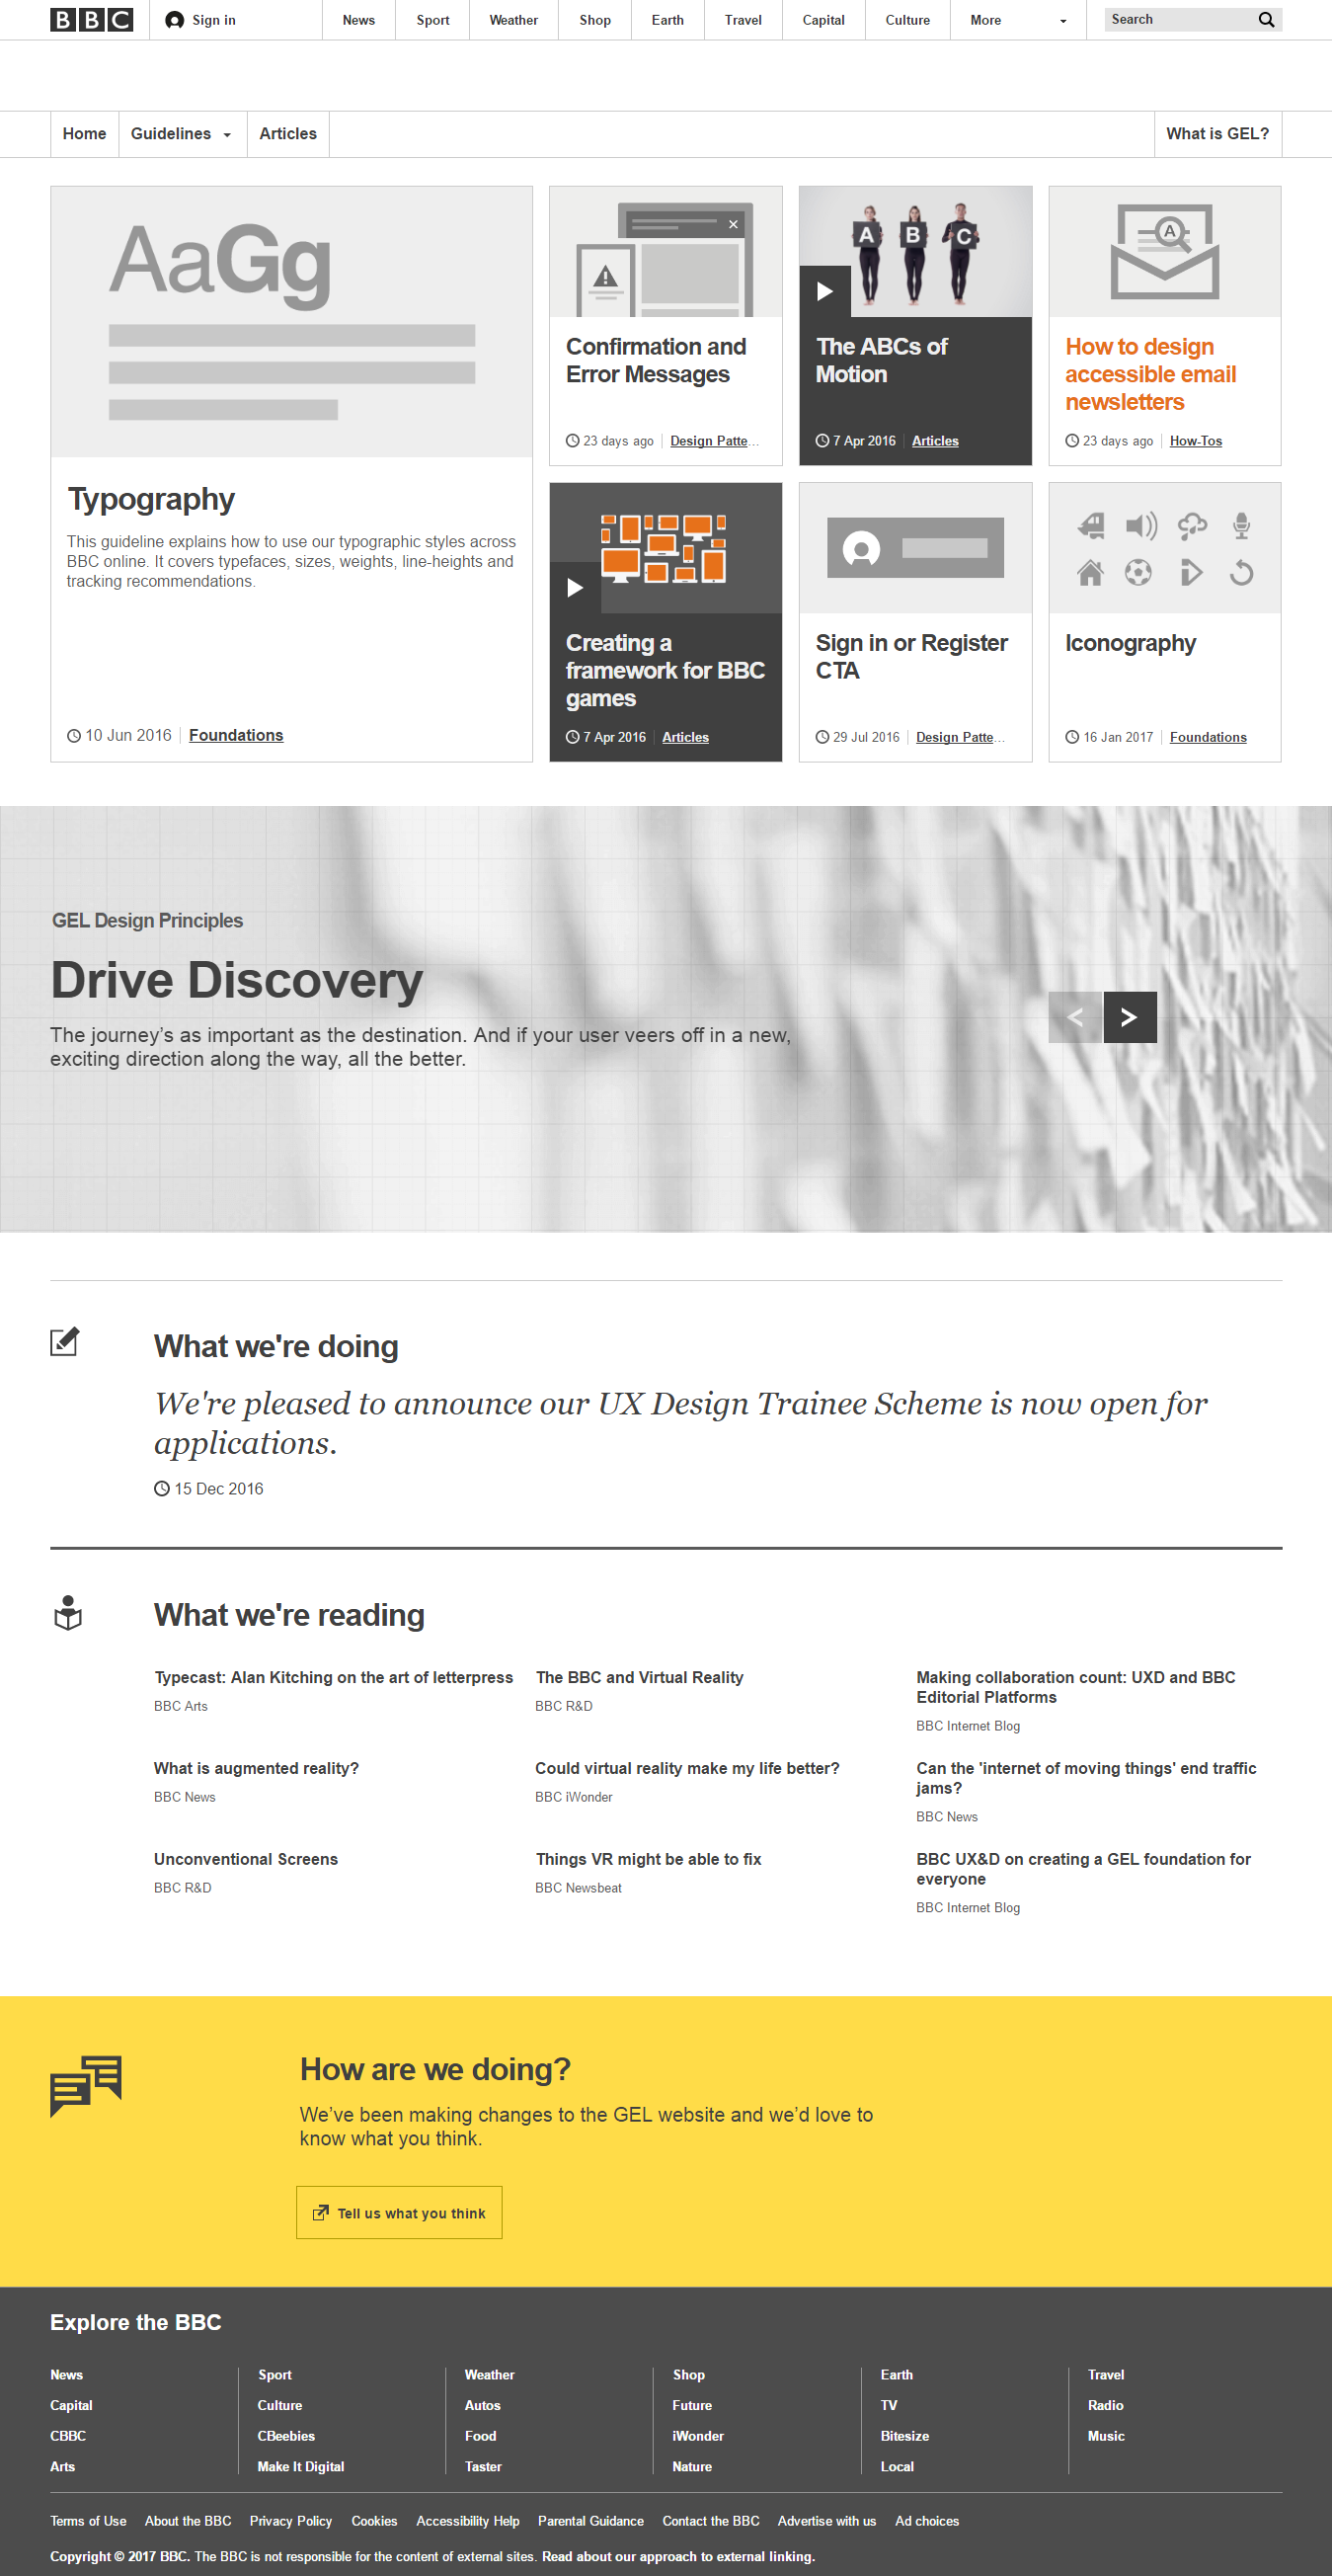 BBC
Sign in
News
Sport
Weather
Shop
Earth
Travel
Capital
Culture
More
Search
Home
Guidelines
Articles
What is GEL?
AaGg
Typography
This guideline explains how to use our typographic styles across
BBC online. It covers typefaces, sizes, weights, line-heights and
tracking recommendations.
10 Jun 2016
Foundations
Confirmation and
Error Messages
23 days ago
Design Patte...
A B C
The ABCs of
Motion
7 Apr 2016
Articles
A
How to design
accessible email
newsletters
23 days ago
How-Tos
Creating a
framework for BBC
games
7 Apr 2016
Articles
Sign in or Register
CTA
29 Jul 2016
Design Patte...
Iconography
16 Jan 2017
Foundations
GEL Design Principles
Drive Discovery
The journey’s as important as the destination. And if your user veers off in a new,
exciting direction along the way, all the better.
What we're doing
We're pleased to announce our UX Design Trainee Scheme is now open for
applications.
15 Dec 2016
What we're reading
Typecast: Alan Kitching on the art of letterpress
BBC Arts
The BBC and Virtual Reality
BBC R&D
Making collaboration count: UXD and BBC
Editorial Platforms
BBC Internet Blog
What is augmented reality?
BBC News
Could virtual reality make my life better?
BBC iWonder
Can the 'internet of moving things' end traffic
jams?
BBC News
Unconventional Screens
BBC R&D
Things VR might be able to fix
BBC Newsbeat
BBC UX&D on creating a GEL foundation for
everyone
BBC Internet Blog
How are we doing?
We’ve been making changes to the GEL website and we’d love to
know what you think.
Tell us what you think
Explore the BBC
News
Sport
Weather
Shop
Earth
Travel
Capital
Culture
Autos
Future
TV
Radio
CBBC
CBeebies
Food
iWonder
Bitesize
Music
Arts
Make It Digital
Taster
Nature
Local
Terms of Use
About the BBC
Privacy Policy
Cookies
Accessibility Help
Parental Guidance
Contact the BBC
Advertise with us
Ad choices
Copyright © 2017 BBC. The BBC is not responsible for the content of external sites. Read about our approach to external linking.